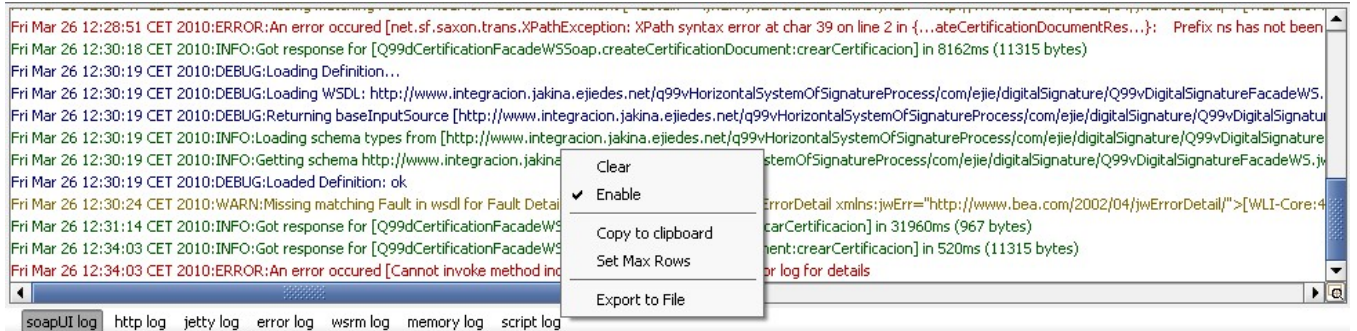 Fri Mar 26 12:28:51 CET 2010:ERROR:An error occured [net.sf.saxon.trans.XPathException: XPath syntax error at char 39 on line 2 in {...ateCertificationDocumentRes...}: Prefix ns has not been
Fri Mar 26 12:30:18 CET 2010:INFO:Got response for [Q99dCertificationFacadeWSSoap.createCertificationDocument:crearCertificacion] in 8162ms (11315 bytes)
Fri Mar 26 12:30:19 CET 2010:DEBUG:Loading Definition...
Fri Mar 26 12:30:19 CET 2010:DEBUG:Loading WSDL: http://www.integracion.jakina.ejiedes.net/q99vHorizontalSystemOfSignatureProcess/com/ejie/digitalSignature/Q99vDigitalSignatureFacadeWS.
Fri Mar 26 12:30:19 CET 2010:DEBUG:Returning baseInputSource [http://www.integracion.jakina.ejiedes.net/q99vHorizontalSystemOfSignatureProcess/com/ejie/digitalSignature/Q99vDigitalSignatur
Fri Mar 26 12:30:19 CET 2010:INFO:Loading schema types from [http://www.integracion.jakina.ejiedes.net/q99vHorizontalSystemOfSignatureProcess/com/ejie/digitalSignature/Q99vDigitalSignature
Fri Mar 26 12:30:19 CET 2010:INFO:Getting schema http://www.integracion.jakina stemOfSignatureProcess/com/ejie/digitalSignature/Q99vDigitalSignatureFacadeWS.jw
Fri Mar 26 12:30:19 CET 2010:DEBUG:Loaded Definition: ok
Fri Mar 26 12:30:24 CET 2010:WARN:Missing matching Fault in wsdl for Fault Detai ErrorDetail xmlns:jwErr="http://www.bea.com/2002/04/jwErrorDetail/">[WLI-Core:4
Fri Mar 26 12:31:14 CET 2010:INFO:Got response for [Q99dCertificationFacadeWS carCertificacion] in 31960ms (967 bytes)
Fri Mar 26 12:34:03 CET 2010:INFO:Got response for [Q99dCertificationFacadeWS ment:crearCertificacion] in 520ms (11315 bytes)
Fri Mar 26 12:34:03 CET 2010:ERROR:An error occured [Cannot invoke method inc or log for details
Clear
Enable
Copy to clipboard
Set Max Rows
Export to File
soapUI log http log jetty log error log wsrm log memory log script log